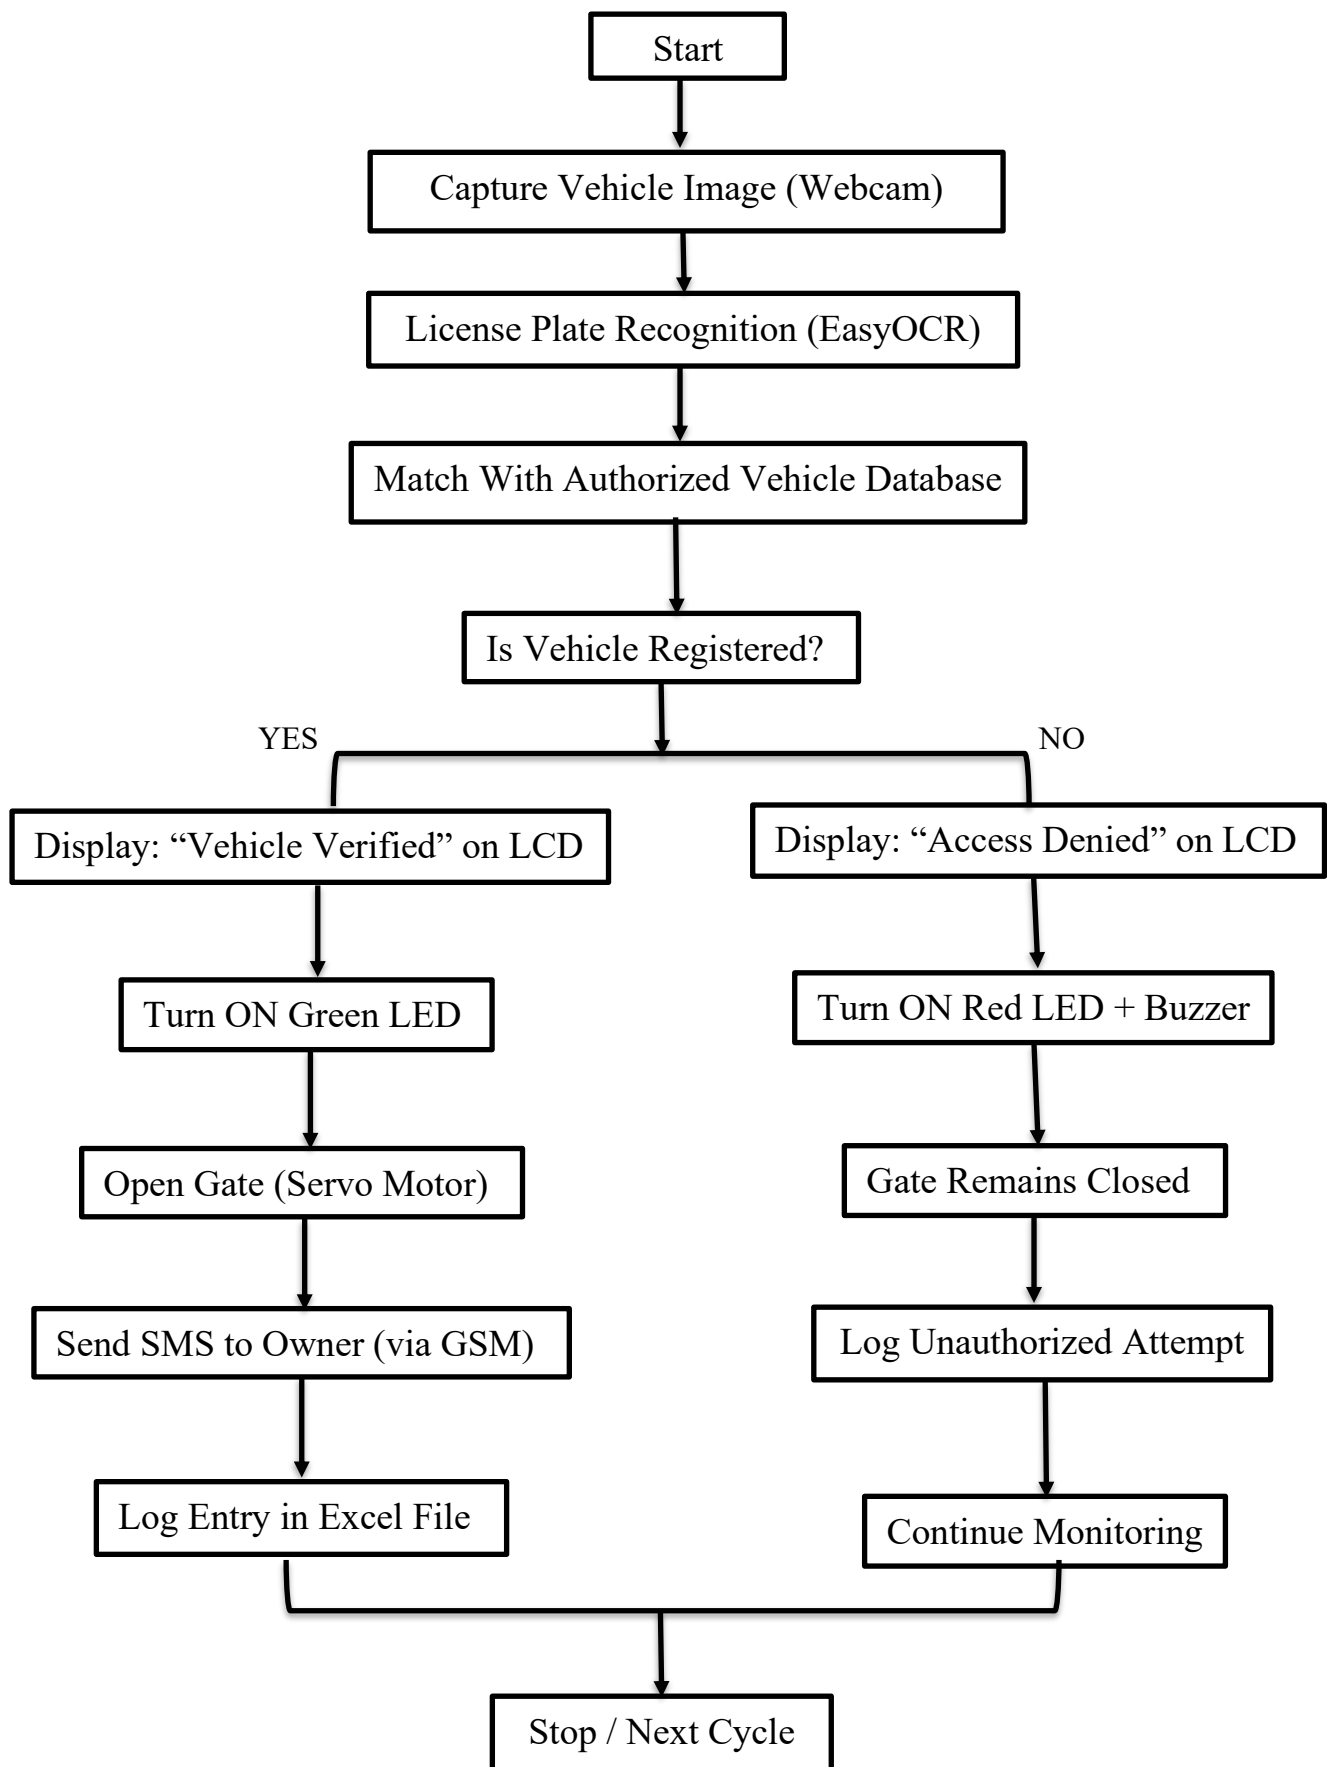 Start
Capture Vehicle Image (Webcam)
License Plate Recognition (EasyOCR)
Match With Authorized Vehicle Database
Is Vehicle Registered?
YES
NO
Display: “Vehicle Verified” on LCD
Display: “Access Denied” on LCD
Turn ON Green LED
Turn ON Red LED + Buzzer
Open Gate (Servo Motor)
Gate Remains Closed
Send SMS to Owner (via GSM)
Log Unauthorized Attempt
Log Entry in Excel File
Continue Monitoring
Stop / Next Cycle